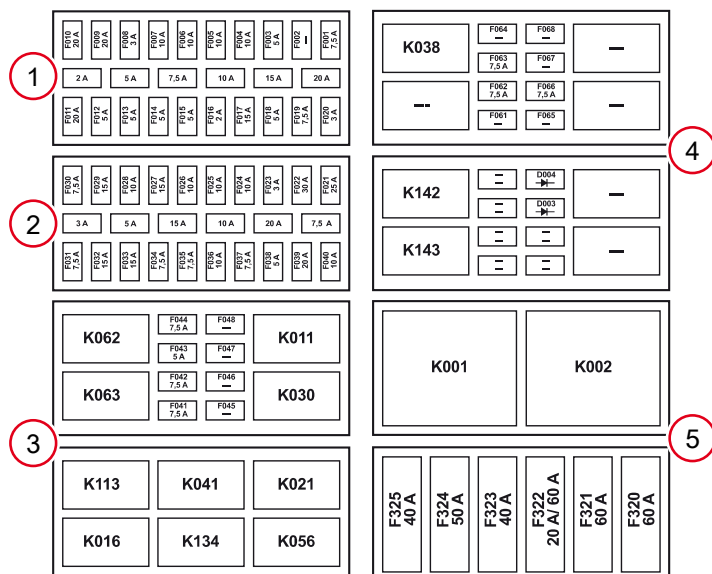 1
F010 20 A
F009 20 A
F008 3 A
F007 10 A
F006 10 A
F005 10 A
F004 10 A
F003 5 A
F002 –
F001 7,5 A
2 A
5 A
7,5 A
10 A
15 A
20 A
F011 20 A
F012 5 A
F013 5 A
F014 5 A
F015 5 A
F016 2 A
F017 15 A
F018 5 A
F019 7,5 A
F020 3 A
2
F030 7,5 A
F029 15 A
F028 10 A
F027 15 A
F026 10 A
F025 10 A
F024 10 A
F023 3 A
F022 30 A
F021 25 A
3 A
5 A
15 A
10 A
20 A
7,5 A
F031 7,5 A
F032 15 A
F033 15 A
F034 7,5 A
F035 7,5 A
F036 10 A
F037 7,5 A
F038 5 A
F039 20 A
F040 10 A
3
K062
F044
7,5 A
F048
–
K011
F043
5 A
F047
–
K063
F042
7,5 A
F046
–
K030
F041
7,5 A
F045
–
K113
K041
K021
K016
K134
K056
4
K038
F064
–
F068
–
–
F063
7,5 A
F067
–
--
F062
7,5 A
F066
7,5 A
–
F061
–
F065
–
K142
D004
–
D003
K143
–
5
K001
K002
F325
40 A
F324
50 A
F323
40 A
F322
20 A/ 60 A
F321
60 A
F320
60 A